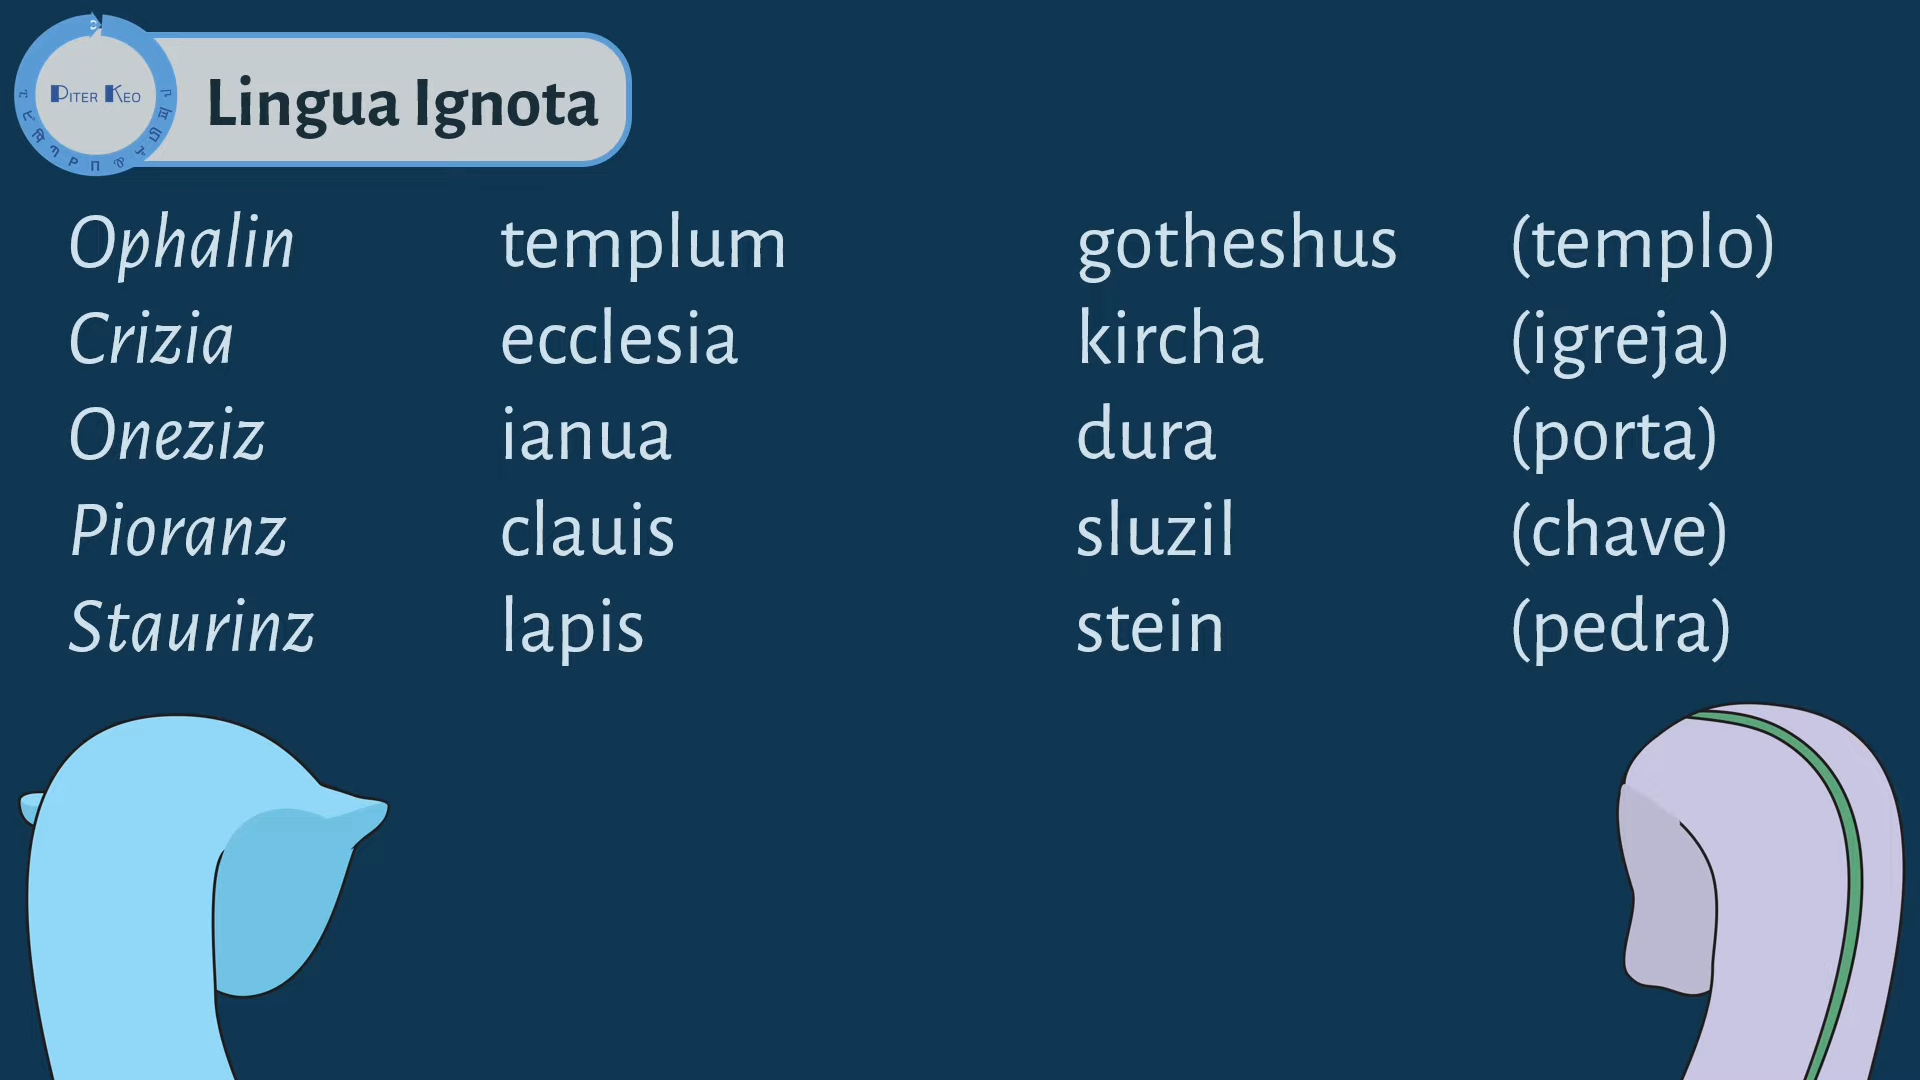 PITER KEO
Lingua Ignota
Ophalin templum gotheshus (templo)
Crizia ecclesia kircha (igreja)
Oneziz ianua dura (porta)
Pioranz clauis sluzil (chave)
Staurinz lapis stein (pedra)